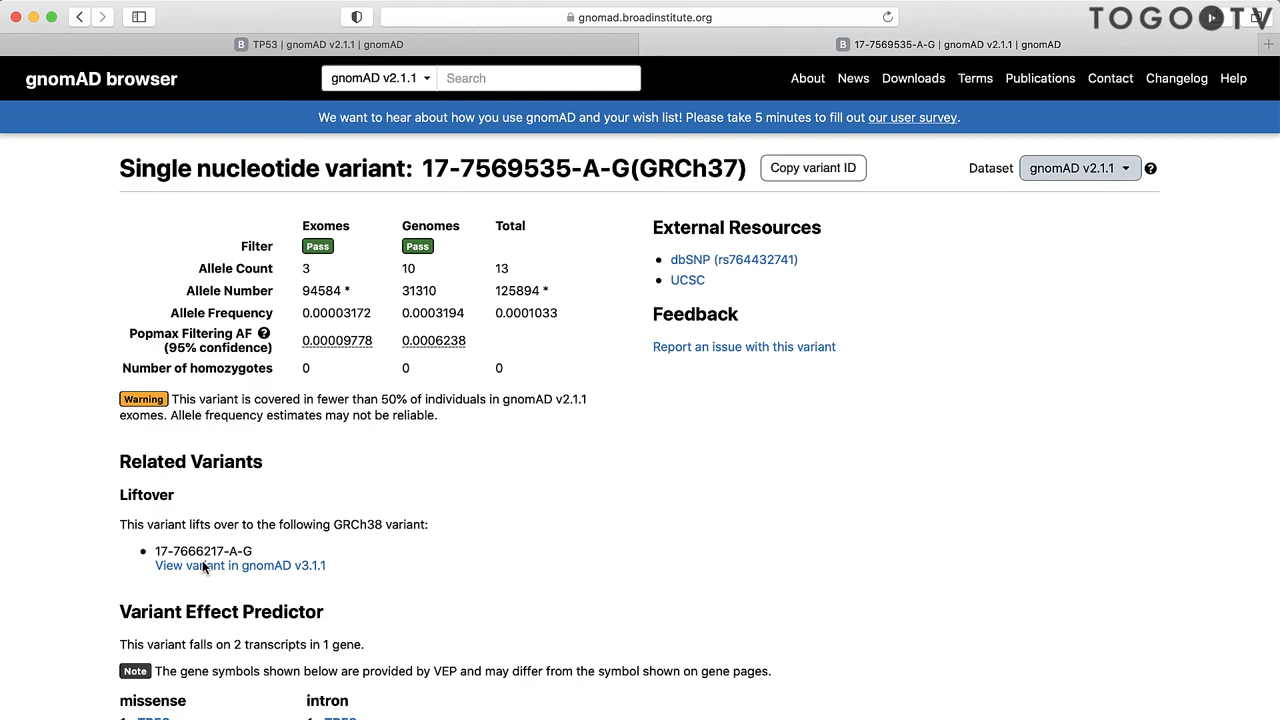 gnomad.broadinstitute.org
TOGOTV
B TP53 | gnomAD v2.1.1 | gnomAD
B 17-7569535-A-G | gnomAD v2.1.1 | gnomAD
gnomAD browser
gnomAD v2.1.1
Search
About News Downloads Terms Publications Contact Changelog Help
We want to hear about how you use gnomAD and your wish list! Please take 5 minutes to fill out our user survey.
Single nucleotide variant: 17-7569535-A-G(GRCh37)
Copy variant ID
Dataset gnomAD v2.1.1 ?
Exomes Genomes Total
Filter Pass Pass
Allele Count 3 10 13
Allele Number 94584 * 31310 125894 *
Allele Frequency 0.00003172 0.0003194 0.0001033
Popmax Filtering AF ?
(95% confidence) 0.00009778 0.0006238
Number of homozygotes 0 0 0
Warning This variant is covered in fewer than 50% of individuals in gnomAD v2.1.1
exomes. Allele frequency estimates may not be reliable.
External Resources
• dbSNP (rs764432741)
• UCSC
Feedback
Report an issue with this variant
Related Variants
Liftover
This variant lifts over to the following GRCh38 variant:
• 17-7666217-A-G
View variant in gnomAD v3.1.1
Variant Effect Predictor
This variant falls on 2 transcripts in 1 gene.
Note The gene symbols shown below are provided by VEP and may differ from the symbol shown on gene pages.
missense intron